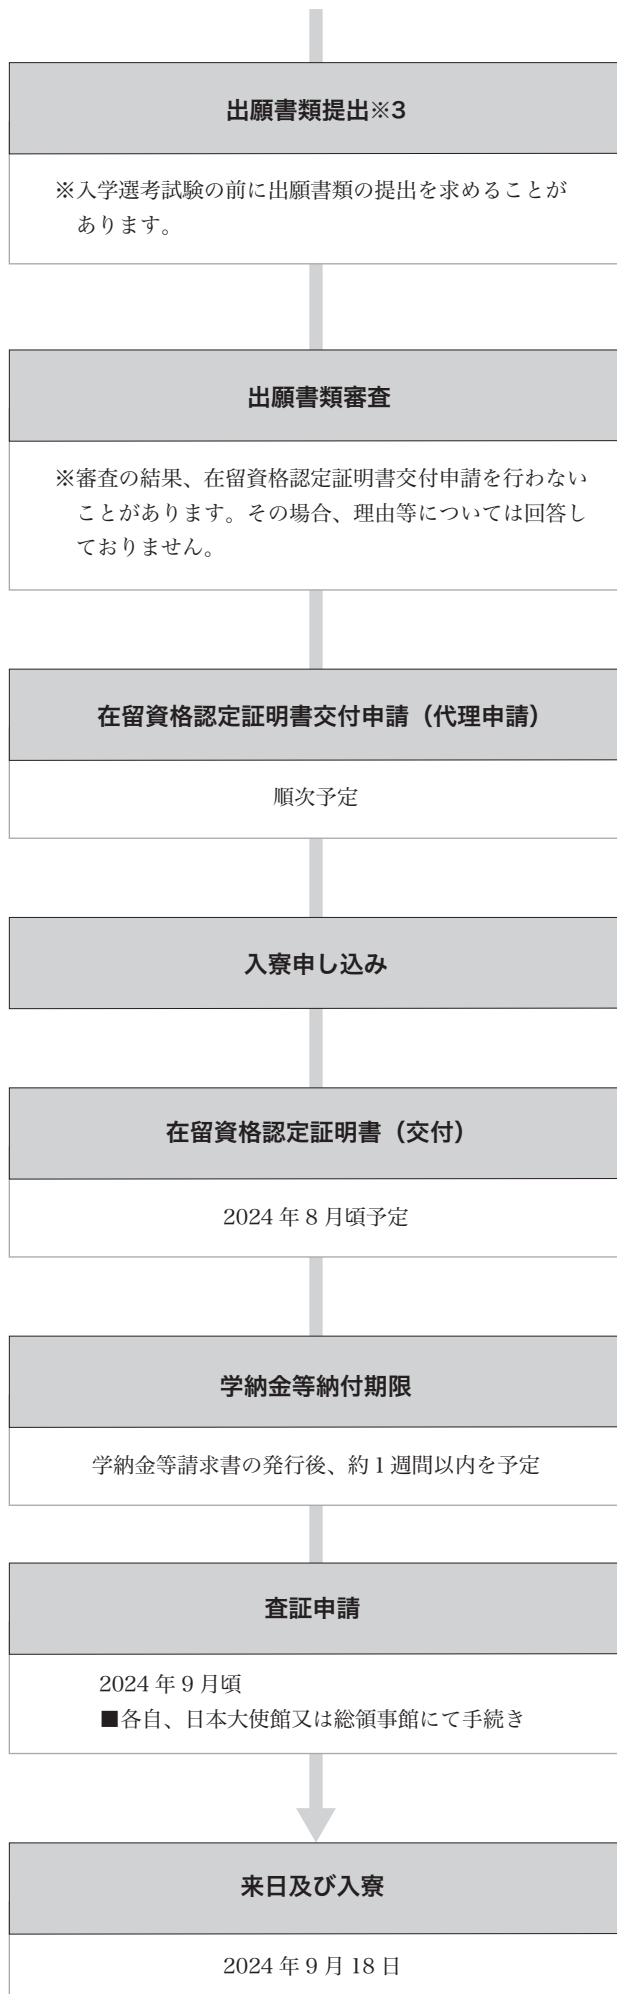 出願書類提出※3
※入学選考試験の前に出願書類の提出を求めることが
あります。
出願書類審査
※審査の結果、在留資格認定証明書交付申請を行わない
ことがあります。その場合、理由等については回答し
ておりません。
在留資格認定証明書交付申請（代理申請）
順次予定
入寮申し込み
在留資格認定証明書（交付）
2024 年 8 月頃予定
学納金等納付期限
学納金等請求書の発行後、約 1 週間以内を予定
査証申請
2024 年 9 月頃
■各自、日本大使館又は総領事館にて手続き
来日及び入寮
2024 年 9 月 18 日